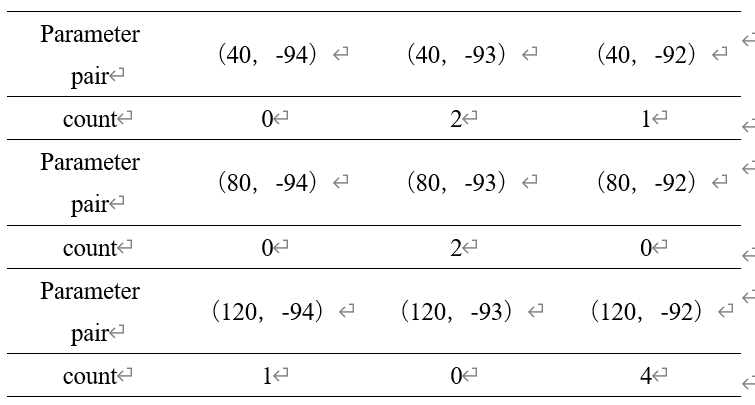 Parameter pair↵ （40，-94） ↵ （40，-93） ↵ （40，-92） ↵ ↵
count↵ 0↵ 2↵ 1↵ ↵
Parameter pair↵ （80，-94） ↵ （80，-93） ↵ （80，-92） ↵ ↵
count↵ 0↵ 2↵ 0↵ ↵
Parameter pair↵ （120，-94） ↵ （120，-93） ↵ （120，-92） ↵ ↵
count↵ 1↵ 0↵ 4↵ ↵